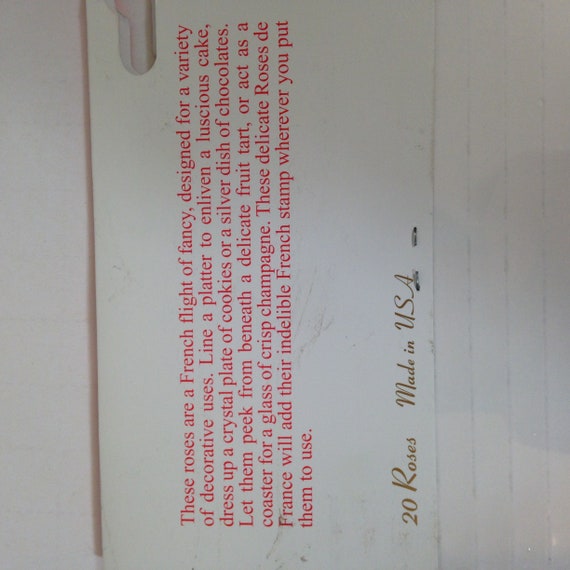 These roses are a French flight of fancy, designed for a variety
of decorative uses. Line a platter to enliven a luscious cake,
dress up a crystal plate of cookies or a silver dish of chocolates.
Let them peek from beneath a delicate fruit tart, or act as a
coaster for a glass of crisp champagne. These delicate Roses de
France will add their indelible French stamp wherever you put
them to use.
20 Roses Made in USA